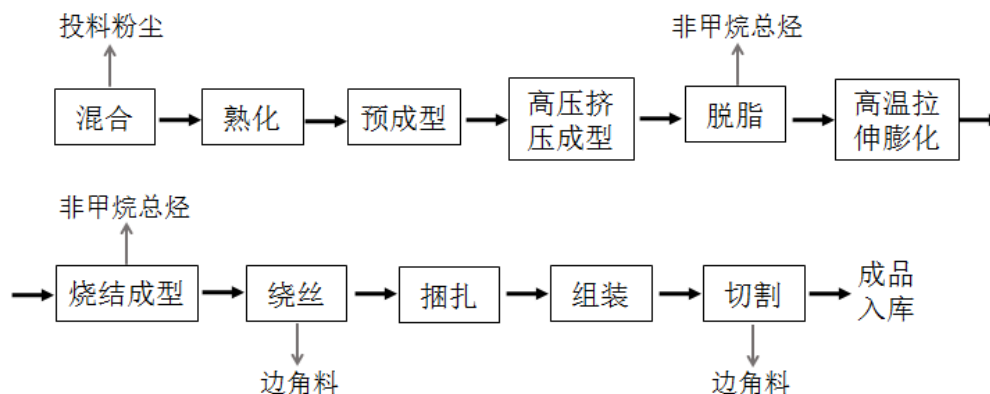 投料粉尘
非甲烷总烃
混合
熟化
预成型
高压挤
压成型
脱脂
高温拉
伸膨化
非甲烷总烃
烧结成型
绕丝
捆扎
组装
切割
成品
入库
边角料
边角料